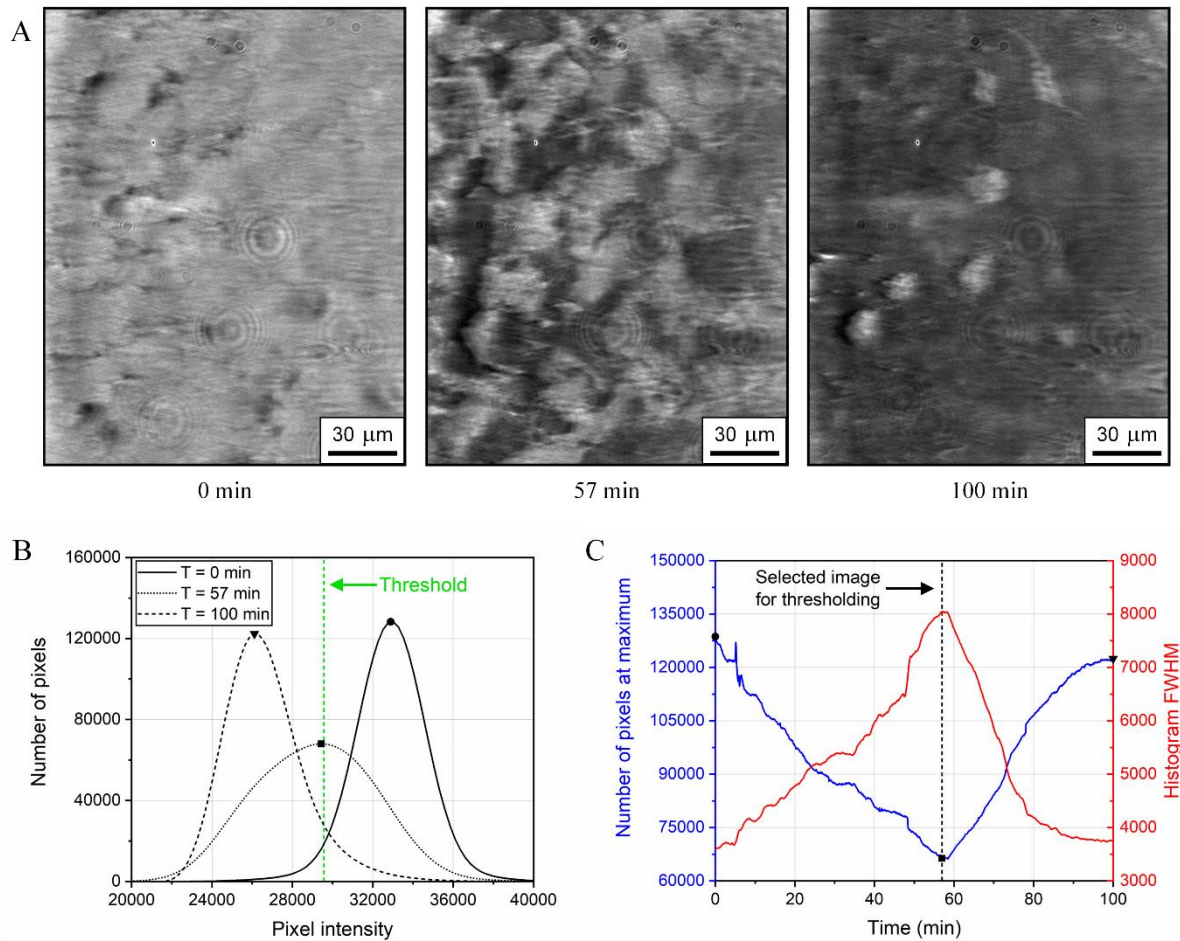 A
30 μm
30 μm
30 μm
0 min
57 min
100 min
B
160000
120000
80000
40000
0
Number of pixels
T = 0 min
T = 57 min
T = 100 min
Threshold
20000
24000
28000
32000
36000
40000
Pixel intensity
C
150000
135000
120000
105000
90000
75000
60000
Number of pixels at maximum
Selected image
for thresholding
9000
8000
7000
6000
5000
4000
3000
Histogram FWHM
0
20
40
60
80
100
Time (min)